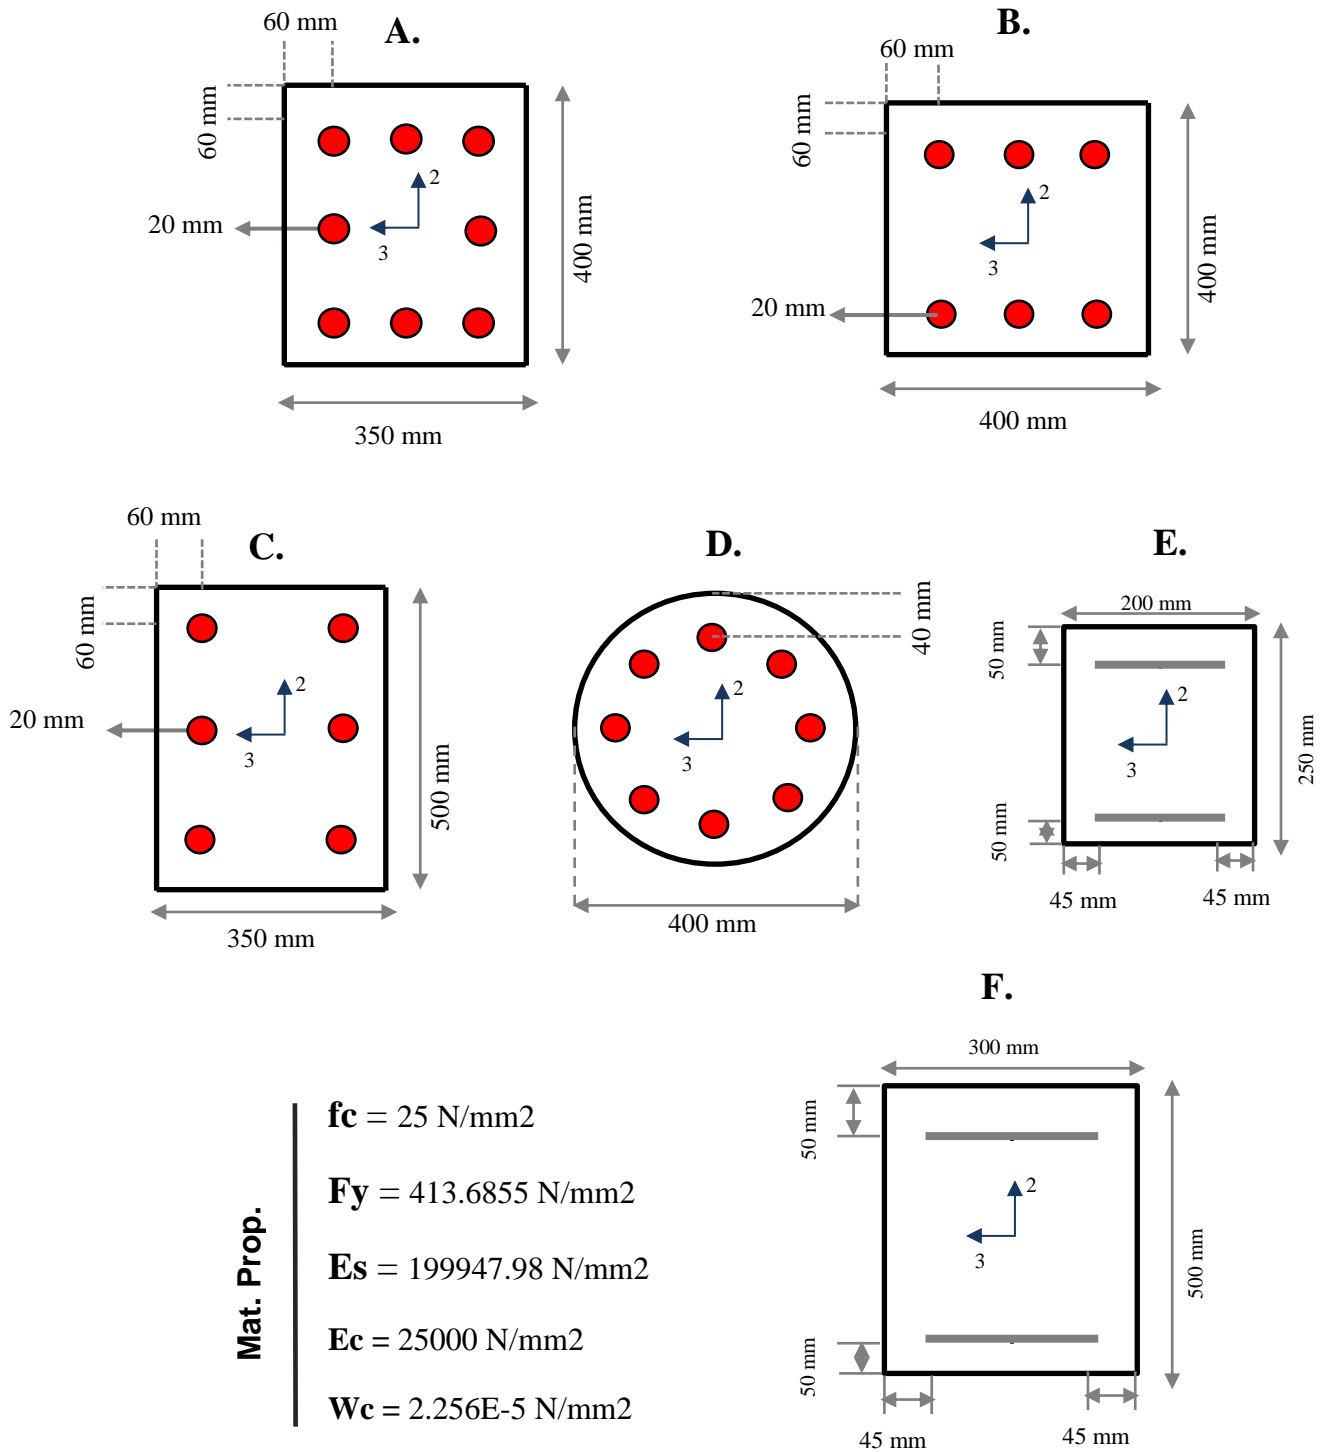 A.
60 mm
60 mm
2
3
20 mm
400 mm
350 mm
B.
60 mm
60 mm
2
3
20 mm
400 mm
400 mm
C.
60 mm
60 mm
2
3
20 mm
500 mm
350 mm
D.
40 mm
2
3
400 mm
E.
200 mm
50 mm
2
3
250 mm
50 mm
45 mm
45 mm
F.
300 mm
50 mm
2
3
500 mm
50 mm
45 mm
45 mm
Mat. Prop.
fc = 25 N/mm2
Fy = 413.6855 N/mm2
Es = 199947.98 N/mm2
Ec = 25000 N/mm2
Wc = 2.256E-5 N/mm2